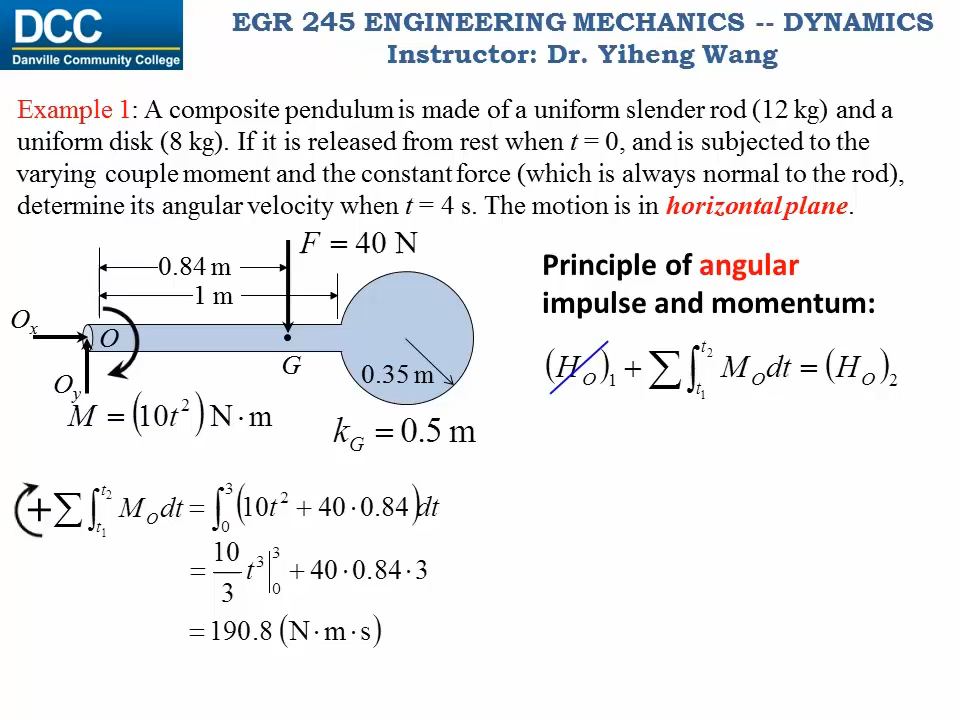 DCC
Danville Community College
EGR 245 ENGINEERING MECHANICS -- DYNAMICS
Instructor: Dr. Yiheng Wang
Example 1: A composite pendulum is made of a uniform slender rod (12 kg) and a
uniform disk (8 kg). If it is released from rest when t = 0, and is subjected to the
varying couple moment and the constant force (which is always normal to the rod),
determine its angular velocity when t = 4 s. The motion is in horizontal plane.
F = 40 N
0.84 m
1 m
O_x
O
G
0.35 m
O_y
M = (10t^2) N · m
k_G = 0.5 m
Principle of angular
impulse and momentum:
(H_O)_1 + ∑ ∫_{t_1}^{t_2} M_O dt = (H_O)_2
+ ∑ ∫_{t_1}^{t_2} M_O dt = ∫_0^3 (10t^2 + 40 · 0.84) dt
= 10/3 t^3 |_0^3 + 40 · 0.84 · 3
= 190.8 (N · m · s)